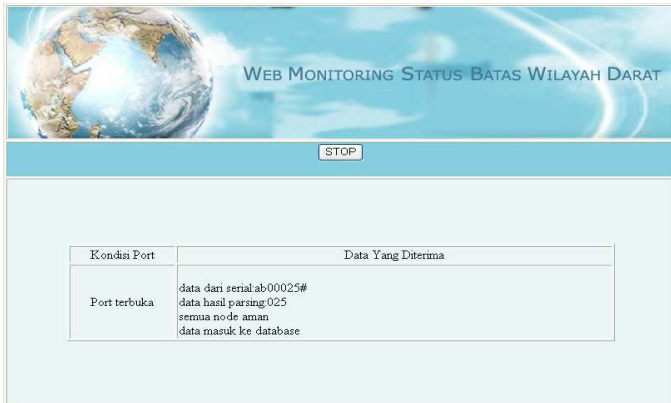 WEB MONITORING STATUS BATAS WILAYAH DARAT
STOP
Kondisi Port
Data Yang Diterima
Port terbuka
data dari serial:ab00025#
data hasil parsing:025
semua node aman
data masuk ke database